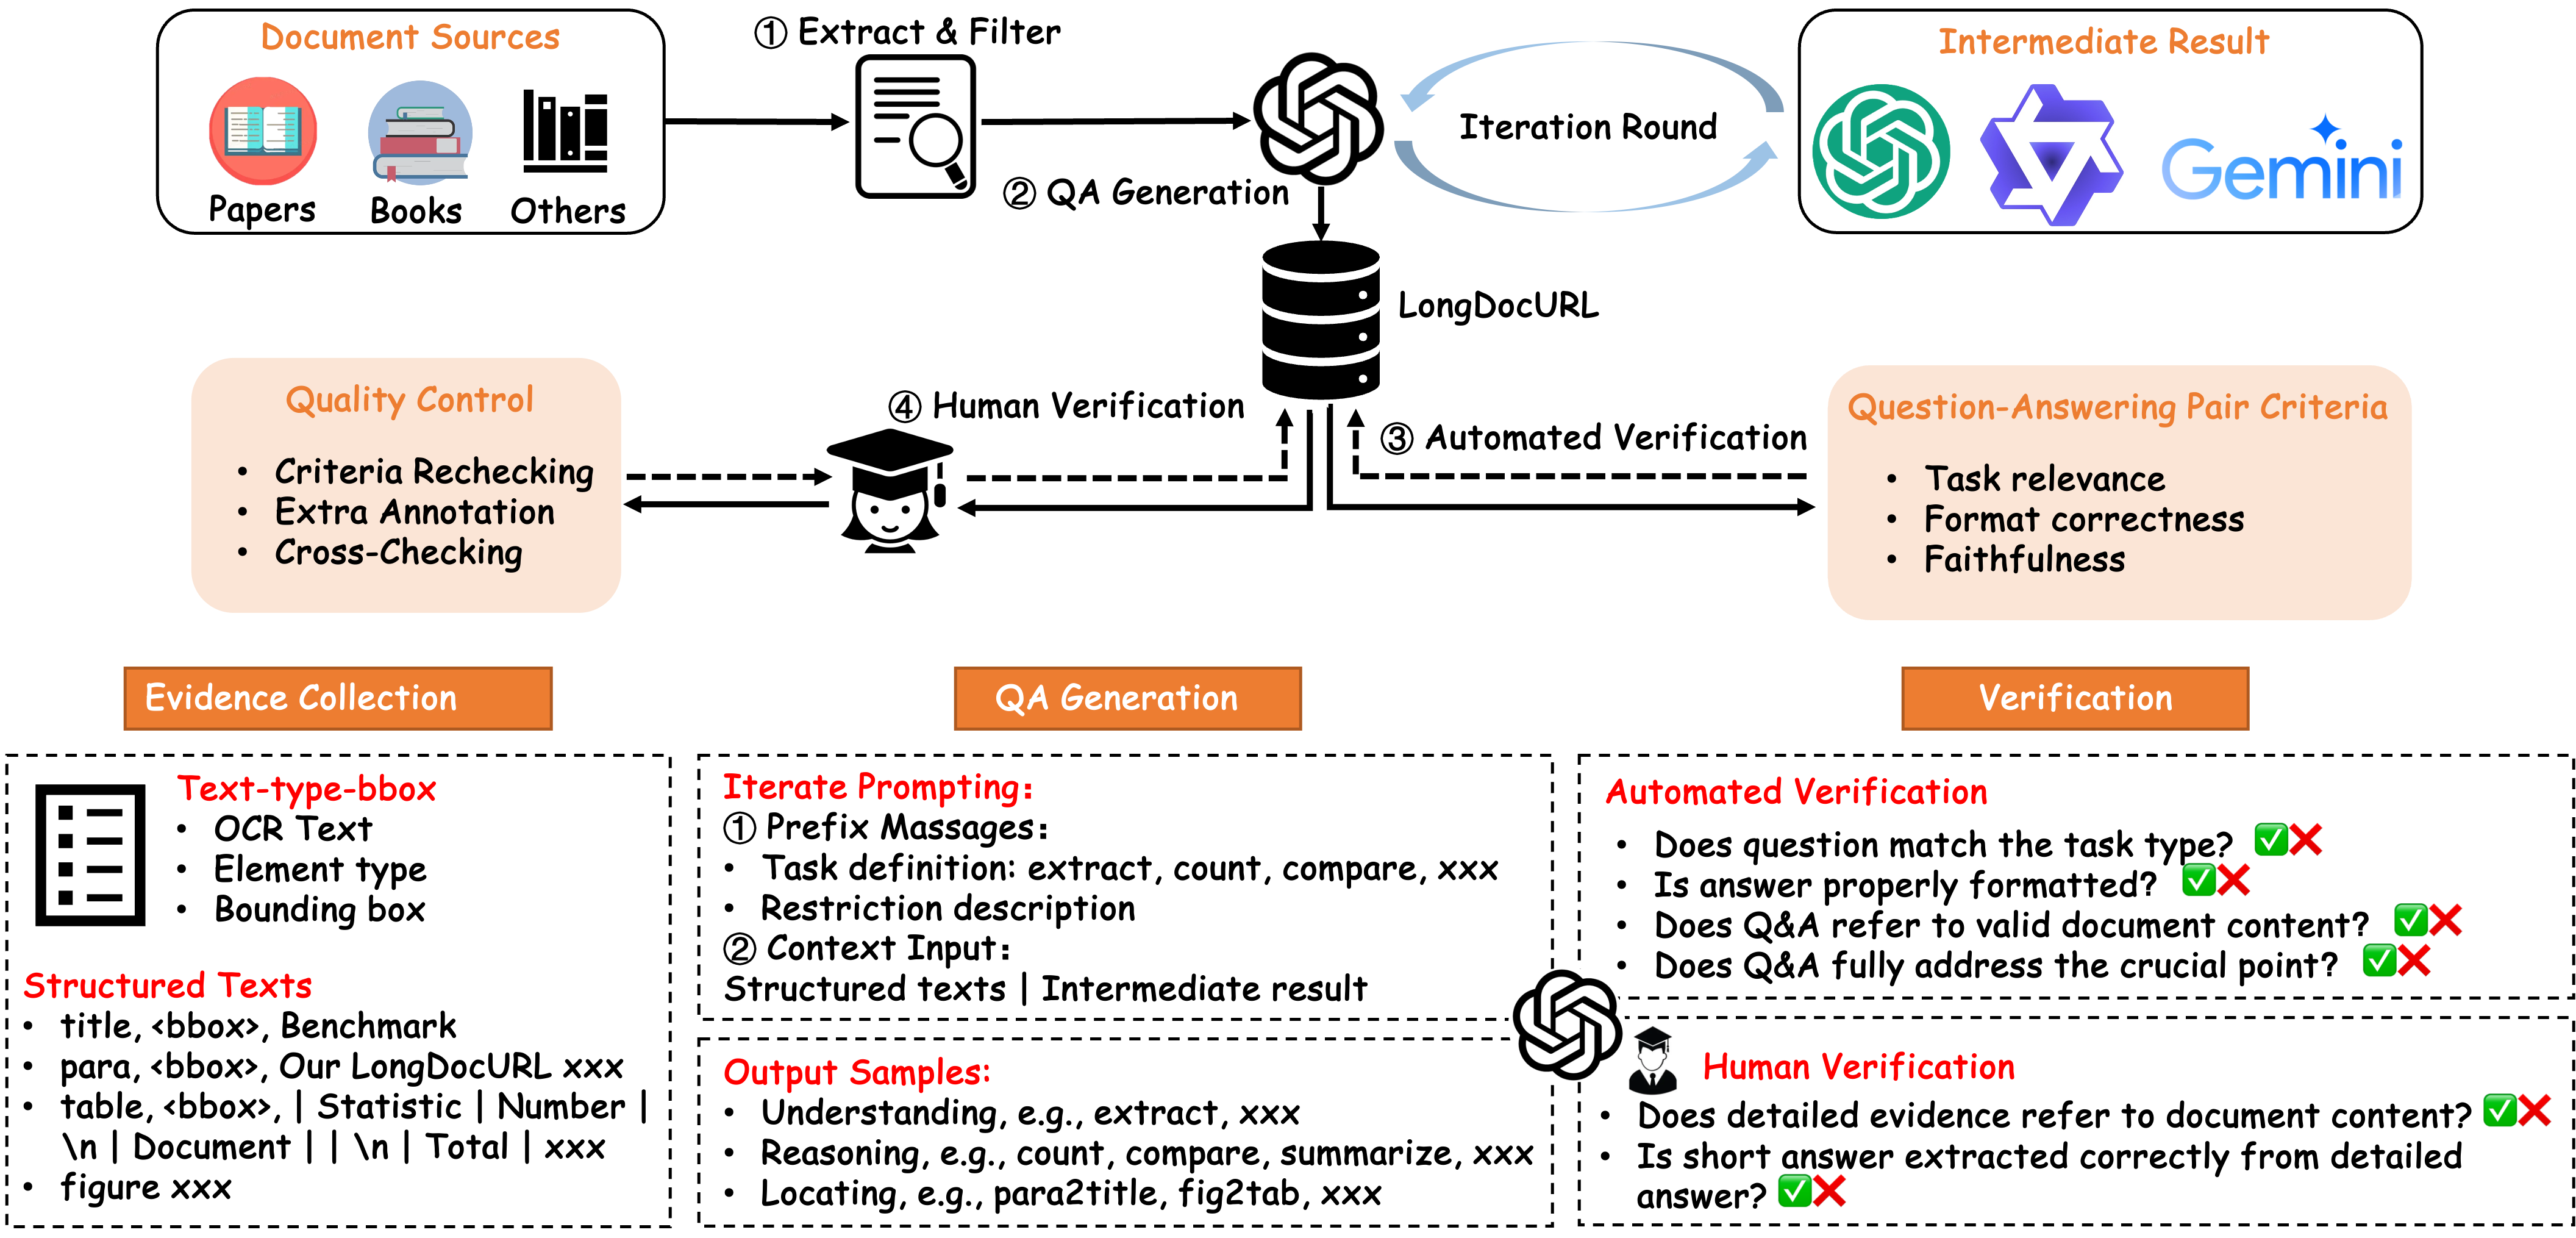 Document Sources
Papers
Books
Others
① Extract & Filter
② QA Generation
Iteration Round
Intermediate Result
Gemini
LongDocURL
Quality Control
• Criteria Rechecking
• Extra Annotation
• Cross-Checking
④ Human Verification
③ Automated Verification
Question-Answering Pair Criteria
• Task relevance
• Format correctness
• Faithfulness
Evidence Collection
Text-type-bbox
• OCR Text
• Element type
• Bounding box
Structured Texts
• title, <bbox>, Benchmark
• para, <bbox>, Our LongDocURL xxx
• table, <bbox>, | Statistic | Number |
\n | Document | | \n | Total | xxx
• figure xxx
QA Generation
Iterate Prompting:
① Prefix Massages:
• Task definition: extract, count, compare, xxx
• Restriction description
② Context Input:
Structured texts | Intermediate result
Output Samples:
• Understanding, e.g., extract, xxx
• Reasoning, e.g., count, compare, summarize, xxx
• Locating, e.g., para2title, fig2tab, xxx
Verification
Automated Verification
• Does question match the task type? ✅❌
• Is answer properly formatted? ✅❌
• Does Q&A refer to valid document content? ✅❌
• Does Q&A fully address the crucial point? ✅❌
Human Verification
• Does detailed evidence refer to document content? ✅❌
• Is short answer extracted correctly from detailed
answer? ✅❌